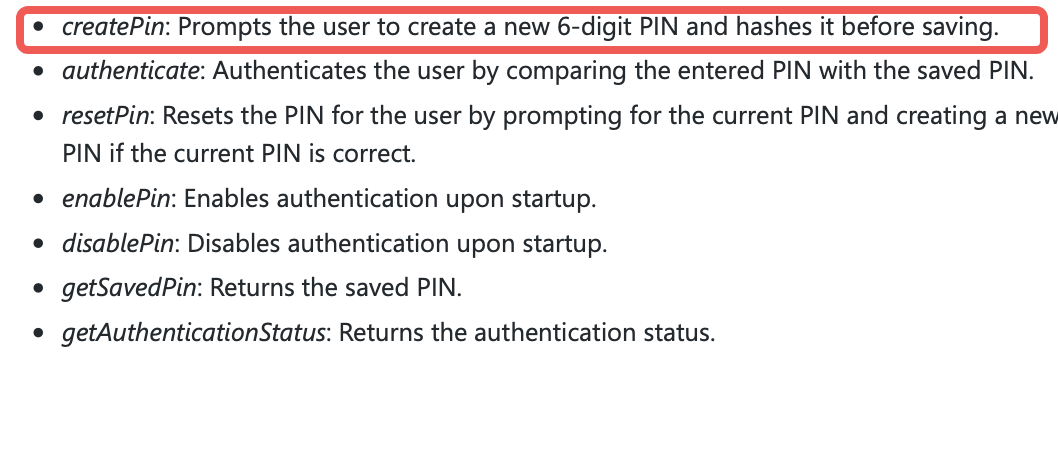 • createPin: Prompts the user to create a new 6-digit PIN and hashes it before saving.
• authenticate: Authenticates the user by comparing the entered PIN with the saved PIN.
• resetPin: Resets the PIN for the user by prompting for the current PIN and creating a new
PIN if the current PIN is correct.
• enablePin: Enables authentication upon startup.
• disablePin: Disables authentication upon startup.
• getSavedPin: Returns the saved PIN.
• getAuthenticationStatus: Returns the authentication status.